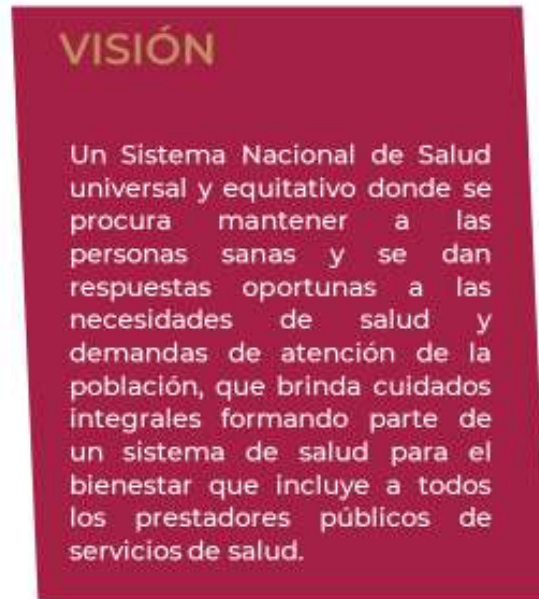 VISIÓN
Un Sistema Nacional de Salud
universal y equitativo donde se
procura mantener a las
personas sanas y se dan
respuestas oportunas a las
necesidades de salud y
demandas de atención de la
población, que brinda cuidados
integrales formando parte de
un sistema de salud para el
bienestar que incluye a todos
los prestadores públicos de
servicios de salud.